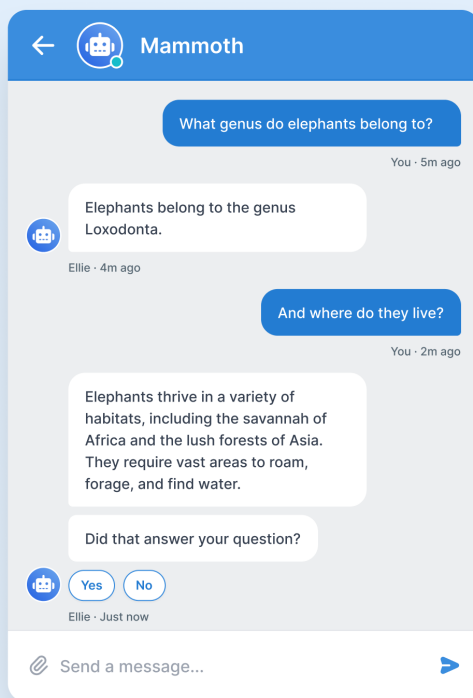 Mammoth
What genus do elephants belong to?
You · 5m ago
Elephants belong to the genus
Loxodonta.
Ellie · 4m ago
And where do they live?
You · 2m ago
Elephants thrive in a variety of
habitats, including the savannah of
Africa and the lush forests of Asia.
They require vast areas to roam,
forage, and find water.
Did that answer your question?
Yes No
Ellie · Just now
Send a message...